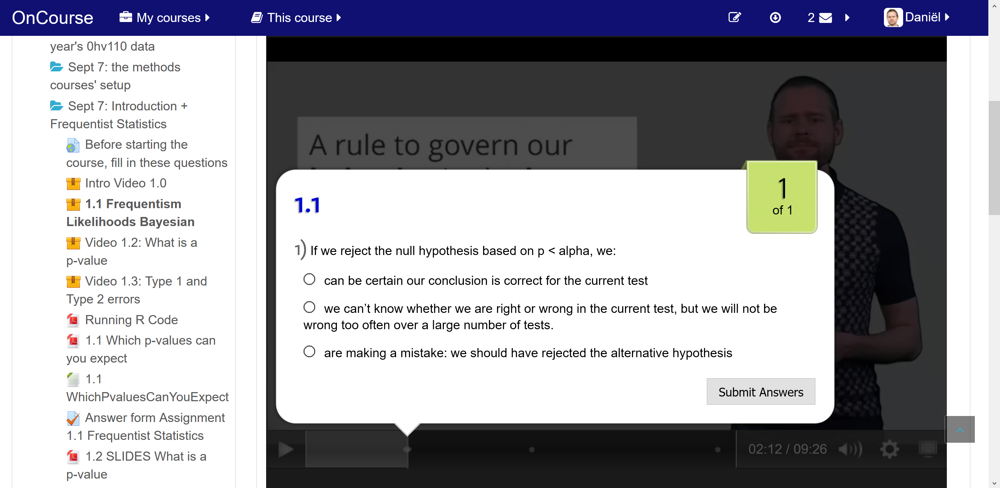 OnCourse
My courses
This course
2
Daniël
year's 0hv110 data
Sept 7: the methods
courses' setup
Sept 7: Introduction +
Frequentist Statistics
Before starting the
course, fill in these questions
Intro Video 1.0
1.1 Frequentism
Likelihoods Bayesian
Video 1.2: What is a
p-value
Video 1.3: Type 1 and
Type 2 errors
Running R Code
1.1 Which p-values can
you expect
1.1
WhichPvaluesCanYouExpect
Answer form Assignment
1.1 Frequentist Statistics
1.2 SLIDES What is a
p-value
A rule to govern our
1
of 1
1.1
1) If we reject the null hypothesis based on p < alpha, we:
can be certain our conclusion is correct for the current test
we can’t know whether we are right or wrong in the current test, but we will not be
wrong too often over a large number of tests.
are making a mistake: we should have rejected the alternative hypothesis
Submit Answers
02:12 / 09:26